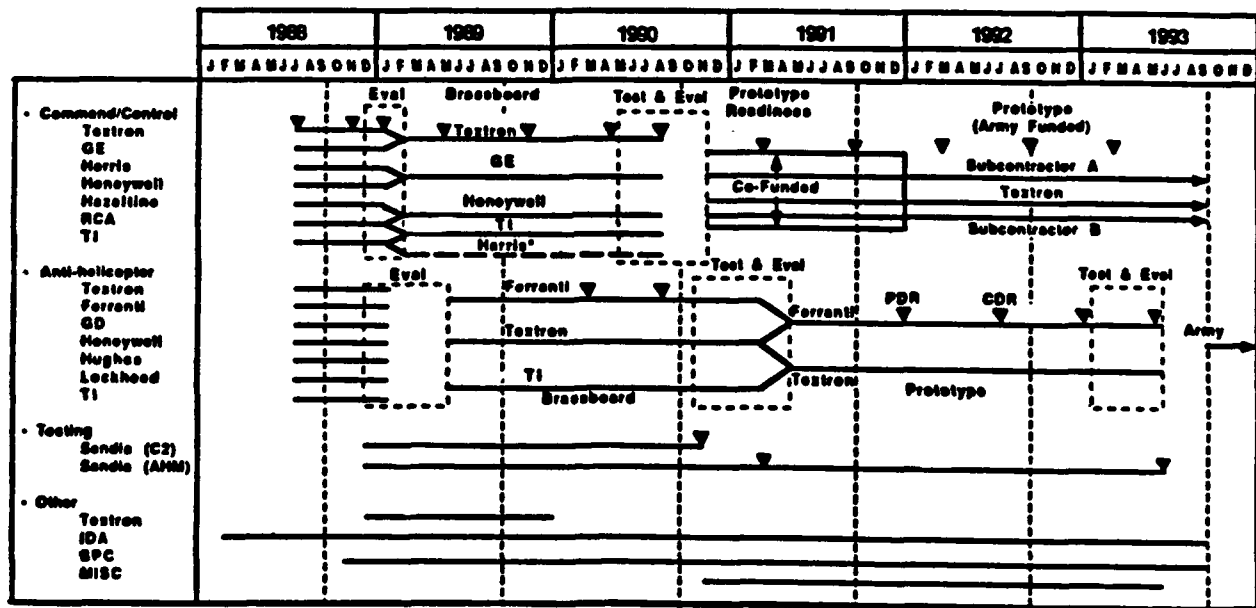 1988 1989 1990 1991 1992 1993
J F M A M J J A S O N D J F M A M J J A S O N D J F M A M J J A S O N D J F M A M J J A S O N D J F M A M J J A S O N D J F M A M J J A S O N D
Eval Brassboard Test & Eval Prototype Readiness Prototype (Army Funded)
• Command/Control
Textron Textron
GE GE
Harris Subcontractor A
Honeywell Co-Funded
Hazeltine Honeywell Textron
RCA TI Subcontractor B
TI Harris*
• Anti-helicopter Eval Test & Eval Test & Eval
Textron Ferranti
Ferranti Ferranti PDR CDR
GD
Honeywell Textron Army
Hughes
Lockheed TI Textron
TI Brassboard Prototype
• Testing
Sandia (C2)
Sandia (AHM)
• Other
Textron
IDA
SPC
MISC